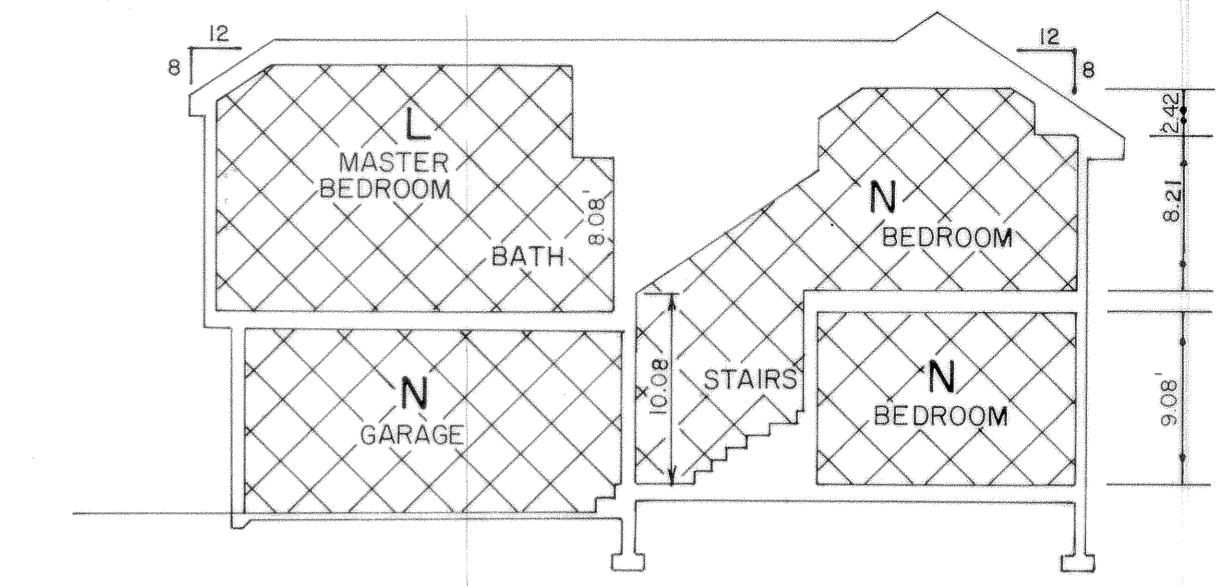 12
8
12
8
L
MASTER
BEDROOM
8.08'
BATH
N
BEDROOM
2.42
8.21
N
GARAGE
10.08
STAIRS
N
BEDROOM
9.08'